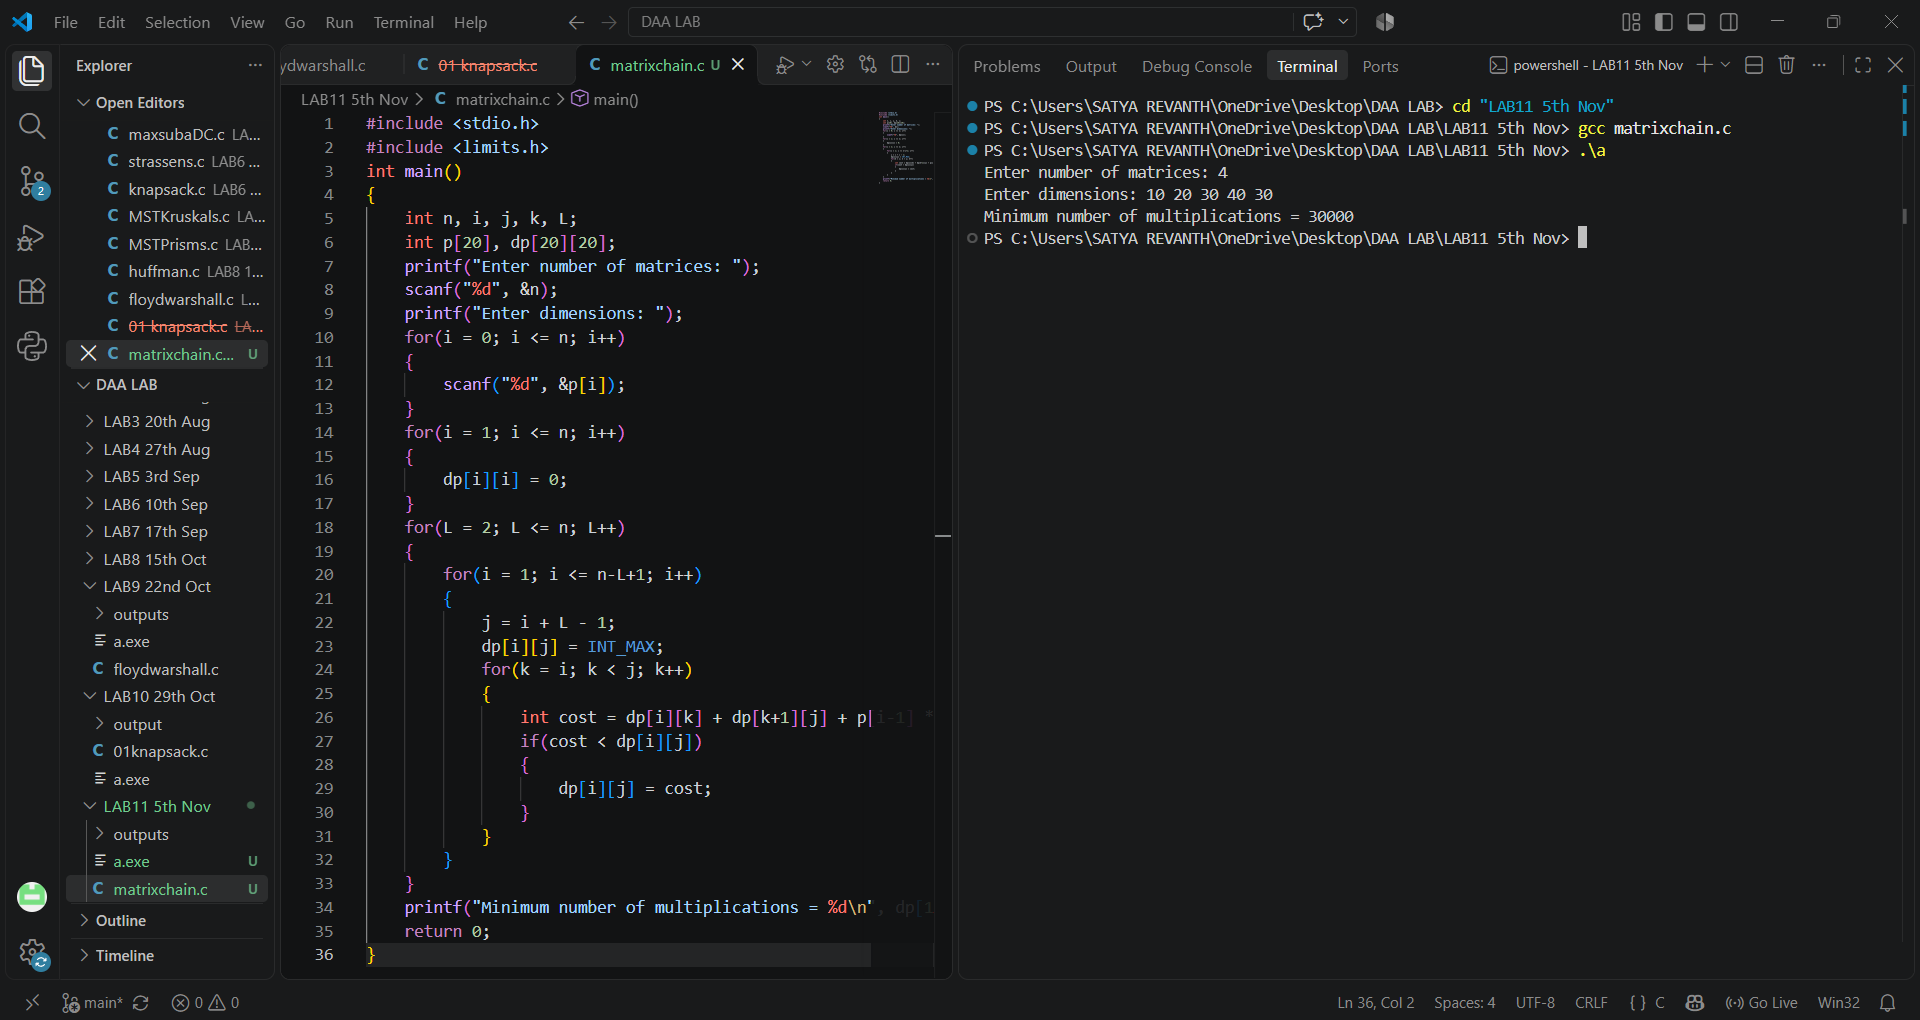 File Edit Selection View Go Run Terminal Help
DAA LAB
Explorer
Open Editors
maxsubaDC.c LA...
strassens.c LAB6 ...
knapsack.c LAB6 ...
MSTKruskals.c LA...
MSTPrisms.c LAB...
huffman.c LAB8 1...
floydwarshall.c L...
01 knapsack.c LA...
matrixchain.c... U
DAA LAB
LAB3 20th Aug
LAB4 27th Aug
LAB5 3rd Sep
LAB6 10th Sep
LAB7 17th Sep
LAB8 15th Oct
LAB9 22nd Oct
outputs
a.exe
floydwarshall.c
LAB10 29th Oct
output
01knapsack.c
a.exe
LAB11 5th Nov
outputs
a.exe U
matrixchain.c U
Outline
Timeline
ydwarshall.c
01 knapsack.c
matrixchain.c U
LAB11 5th Nov > C matrixchain.c > main()
1 #include <stdio.h>
2 #include <limits.h>
3 int main()
4 {
5 int n, i, j, k, L;
6 int p[20], dp[20][20];
7 printf("Enter number of matrices: ");
8 scanf("%d", &n);
9 printf("Enter dimensions: ");
10 for(i = 0; i <= n; i++)
11 {
12 scanf("%d", &p[i]);
13 }
14 for(i = 1; i <= n; i++)
15 {
16 dp[i][i] = 0;
17 }
18 for(L = 2; L <= n; L++)
19 {
20 for(i = 1; i <= n-L+1; i++)
21 {
22 j = i + L - 1;
23 dp[i][j] = INT_MAX;
24 for(k = i; k < j; k++)
25 {
26 int cost = dp[i][k] + dp[k+1][j] + p[i-1] *
27 if(cost < dp[i][j])
28 {
29 dp[i][j] = cost;
30 }
31 }
32 }
33 }
34 printf("Minimum number of multiplications = %d\n", dp[1
35 return 0;
36 }
Problems Output Debug Console Terminal Ports
powershell - LAB11 5th Nov
PS C:\Users\SATYA REVANTH\OneDrive\Desktop\DAA LAB> cd "LAB11 5th Nov"
PS C:\Users\SATYA REVANTH\OneDrive\Desktop\DAA LAB\LAB11 5th Nov> gcc matrixchain.c
PS C:\Users\SATYA REVANTH\OneDrive\Desktop\DAA LAB\LAB11 5th Nov> .\a
Enter number of matrices: 4
Enter dimensions: 10 20 30 40 30
Minimum number of multiplications = 30000
PS C:\Users\SATYA REVANTH\OneDrive\Desktop\DAA LAB\LAB11 5th Nov>
2
main* 0 0
Ln 36, Col 2 Spaces: 4 UTF-8 CRLF { } C Go Live Win32